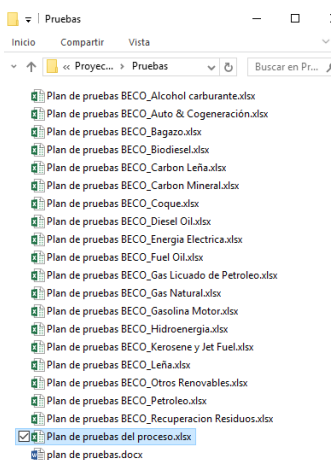 Pruebas
Inicio Compartir Vista
« Proyec... > Pruebas Buscar en Pr...
Plan de pruebas BECO_Alcohol carburante.xlsx
Plan de pruebas BECO_Auto & Cogeneración.xlsx
Plan de pruebas BECO_Bagazo.xlsx
Plan de pruebas BECO_Biodiesel.xlsx
Plan de pruebas BECO_Carbon Leña.xlsx
Plan de pruebas BECO_Carbon Mineral.xlsx
Plan de pruebas BECO_Coque.xlsx
Plan de pruebas BECO_Diesel Oil.xlsx
Plan de pruebas BECO_Energia Electrica.xlsx
Plan de pruebas BECO_Fuel Oil.xlsx
Plan de pruebas BECO_Gas Licuado de Petroleo.xlsx
Plan de pruebas BECO_Gas Natural.xlsx
Plan de pruebas BECO_Gasolina Motor.xlsx
Plan de pruebas BECO_Hidroenergia.xlsx
Plan de pruebas BECO_Kerosene y Jet Fuel.xlsx
Plan de pruebas BECO_Leña.xlsx
Plan de pruebas BECO_Otros Renovables.xlsx
Plan de pruebas BECO_Petroleo.xlsx
Plan de pruebas BECO_Recuperacion Residuos.xlsx
Plan de pruebas del proceso.xlsx
plan de pruebas.docx